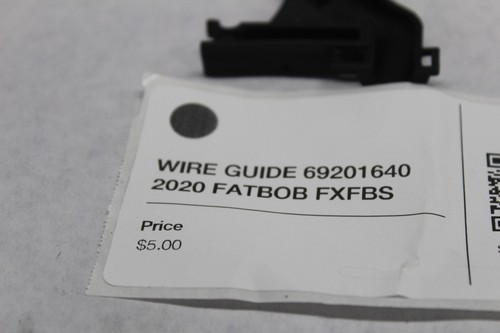 WIRE GUIDE 69201640
2020 FATBOB FXFBS
Price
$5.00